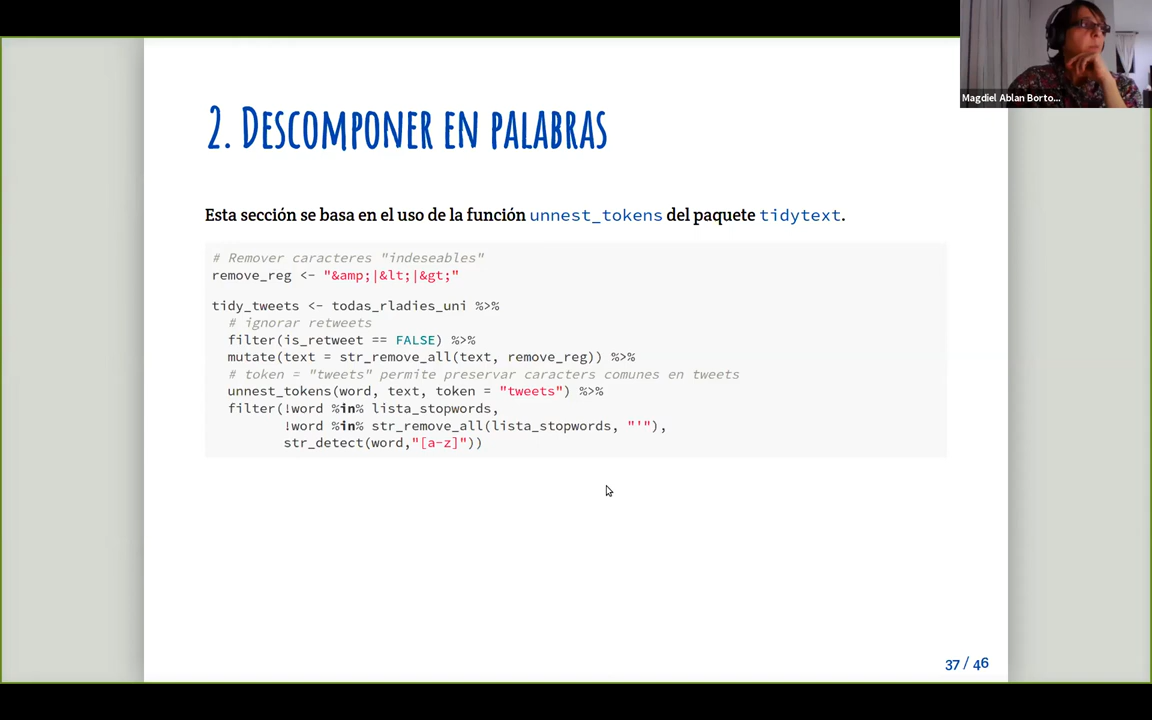 Magdiel Ablan Borto...
2. Descomponer en palabras
Esta sección se basa en el uso de la función unnest_tokens del paquete tidytext.
# Remover caracteres "indeseables"
remove_reg <- "&amp;|&lt;|&gt;"
tidy_tweets <- todas_rladies_uni %>%
# ignorar retweets
filter(is_retweet == FALSE) %>%
mutate(text = str_remove_all(text, remove_reg)) %>%
# token = "tweets" permite preservar caracters comunes en tweets
unnest_tokens(word, text, token = "tweets") %>%
filter(!word %in% lista_stopwords,
!word %in% str_remove_all(lista_stopwords, "'"),
str_detect(word,"[a-z]"))
37 / 46